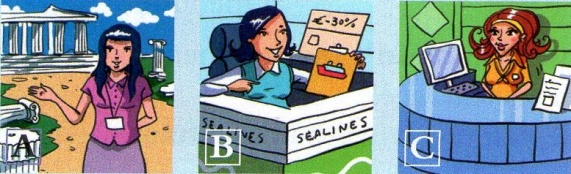 A
€-30%
SEALINES
SEALINES
B
C